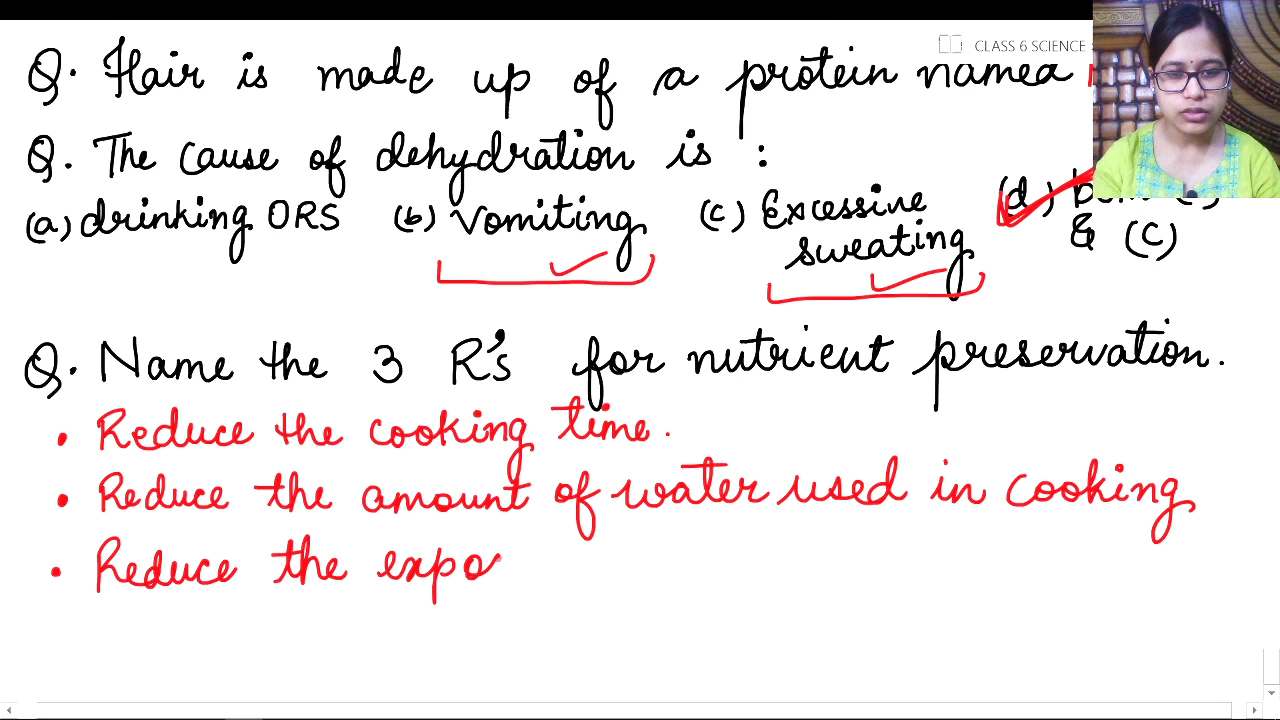 CLASS 6 SCIENCE
Q. Hair is made up of a protein named
Q. The cause of dehydration is :
(a) drinking ORS (b) Vomiting (c) Excessive sweating (d)
& (C)
Q. Name the 3 R's for nutrient preservation.
• Reduce the cooking time.
• Reduce the amount of water used in cooking
• Reduce the expo